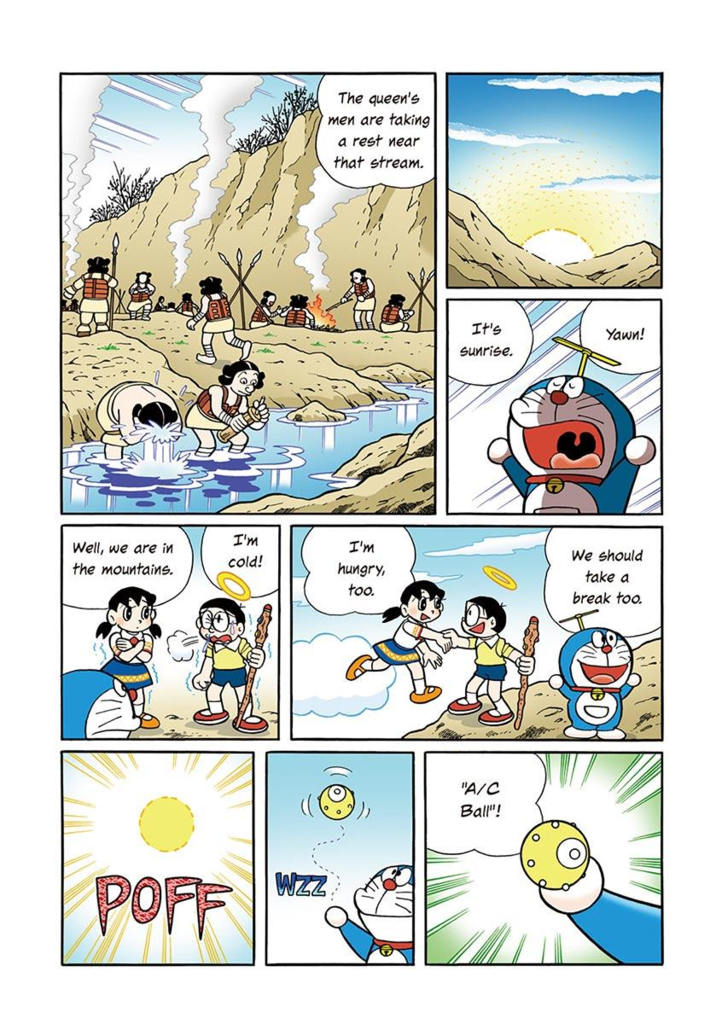 Yawn!
It's
sunrise.
The queen's
men are taking
a rest near
that stream.
We should
take a
break too.
I'm
hungry,
too.
I'm
cold!
Well, we are in
the mountains.
"A/C
Ball"!
WZZ
POFF